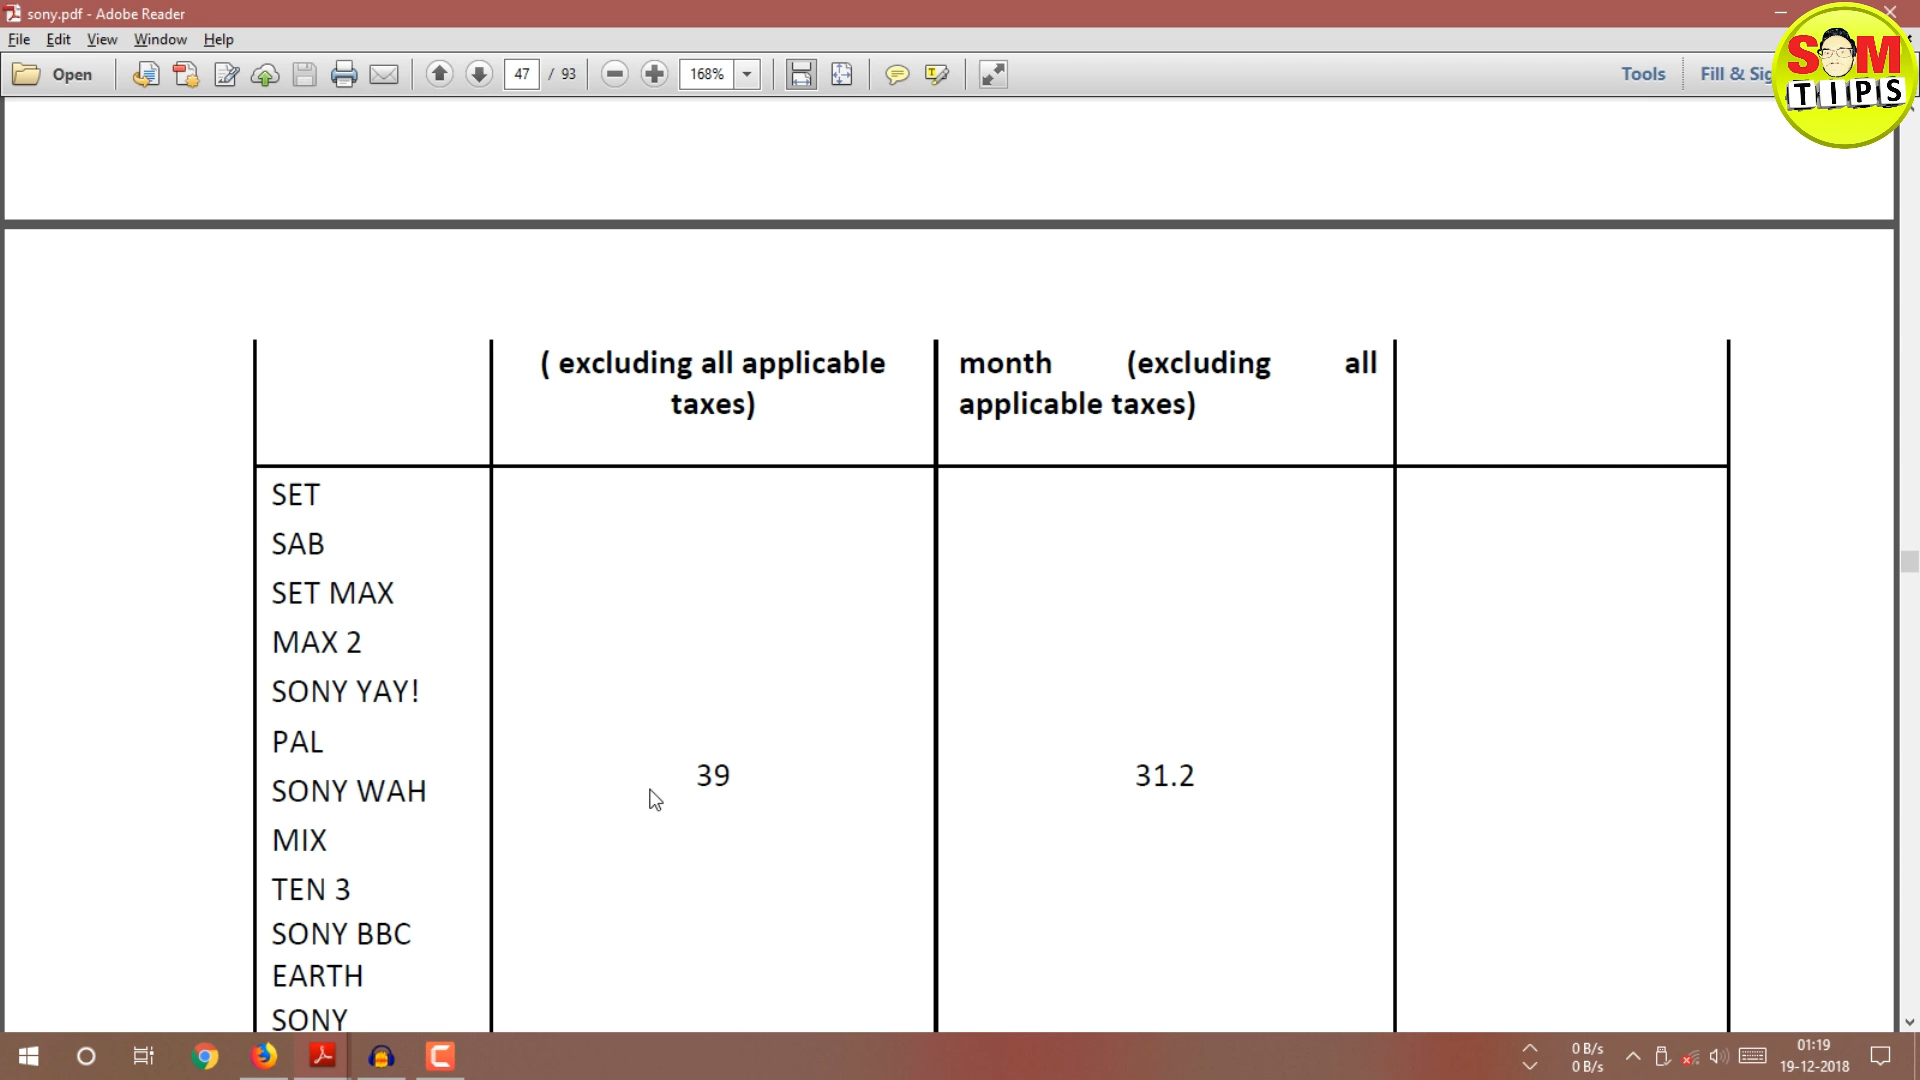 sony.pdf - Adobe Reader
File Edit View Window Help
Open 47 / 93 168% Tools Fill & Sig
SOM
TIPS
( excluding all applicable
taxes)
month (excluding all
applicable taxes)
SET
SAB
SET MAX
MAX 2
SONY YAY!
PAL
SONY WAH
MIX
TEN 3
SONY BBC
EARTH
SONY
39
31.2
0 B/s
0 B/s
01:19
19-12-2018